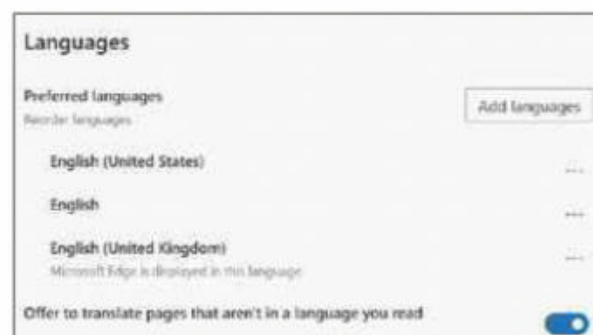 Languages
Preferred languages
Add languages
Reorder languages
English (United States)
...
English
...
English (United Kingdom)
...
Microsoft Edge is displayed in this language
Offer to translate pages that aren't in a language you read